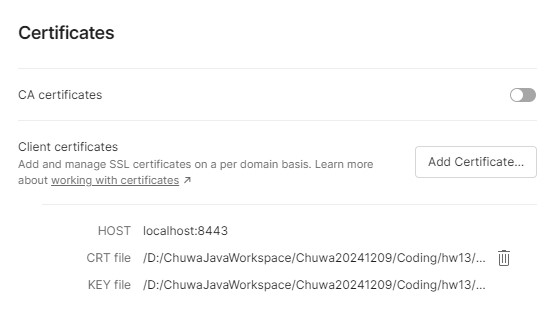 Certificates
CA certificates
Client certificates
Add and manage SSL certificates on a per domain basis. Learn more
about working with certificates ↗
Add Certificate...
HOST localhost:8443
CRT file /D:/ChuwaJavaWorkspace/Chuwa20241209/Coding/hw13/...
KEY file /D:/ChuwaJavaWorkspace/Chuwa20241209/Coding/hw13/...